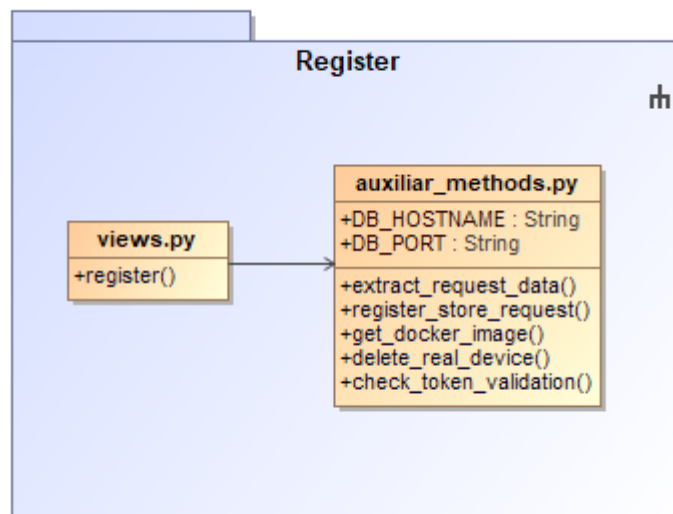 Register
views.py
+register()
auxiliar_methods.py
+DB_HOSTNAME : String
+DB_PORT : String
+extract_request_data()
+register_store_request()
+get_docker_image()
+delete_real_device()
+check_token_validation()